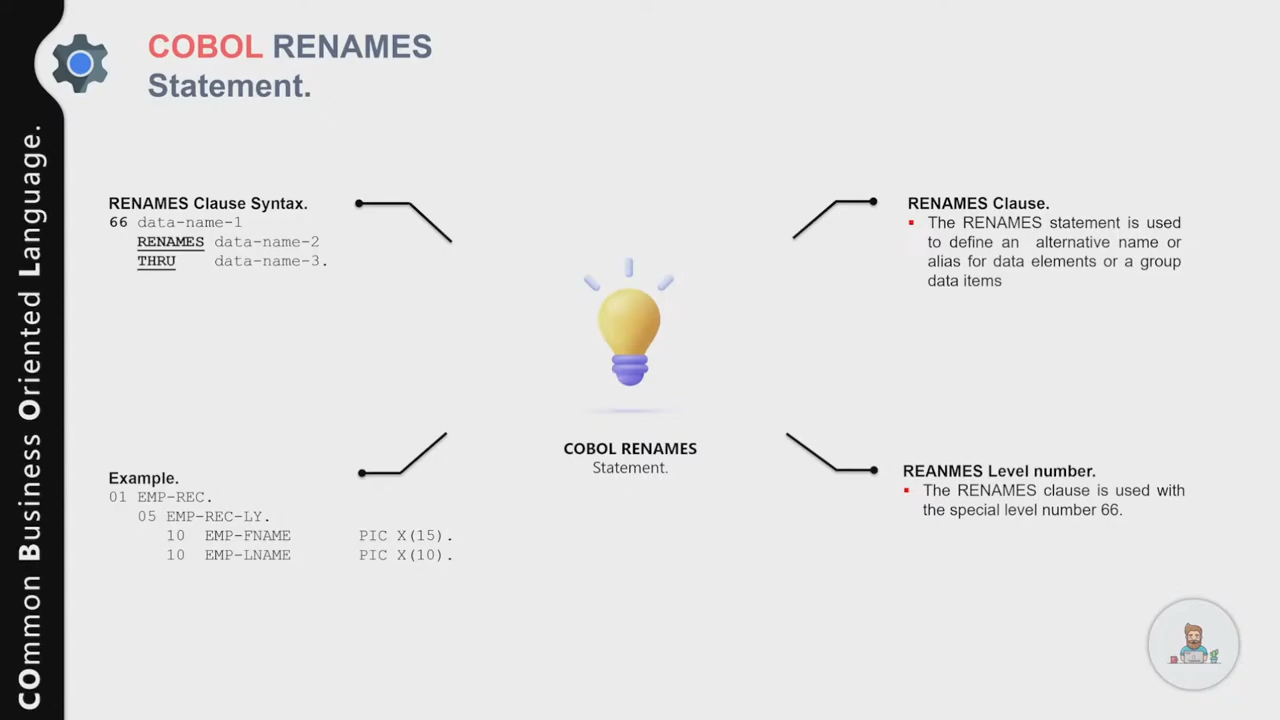 COBOL RENAMES
Statement.
COmmon Business Oriented Language.
RENAMES Clause Syntax.
66 data-name-1
RENAMES data-name-2
THRU data-name-3.
RENAMES Clause.
▪ The RENAMES statement is used
to define an alternative name or
alias for data elements or a group
data items
COBOL RENAMES
Statement.
Example.
01 EMP-REC.
05 EMP-REC-LY.
10 EMP-FNAME PIC X(15).
10 EMP-LNAME PIC X(10).
REANMES Level number.
▪ The RENAMES clause is used with
the special level number 66.